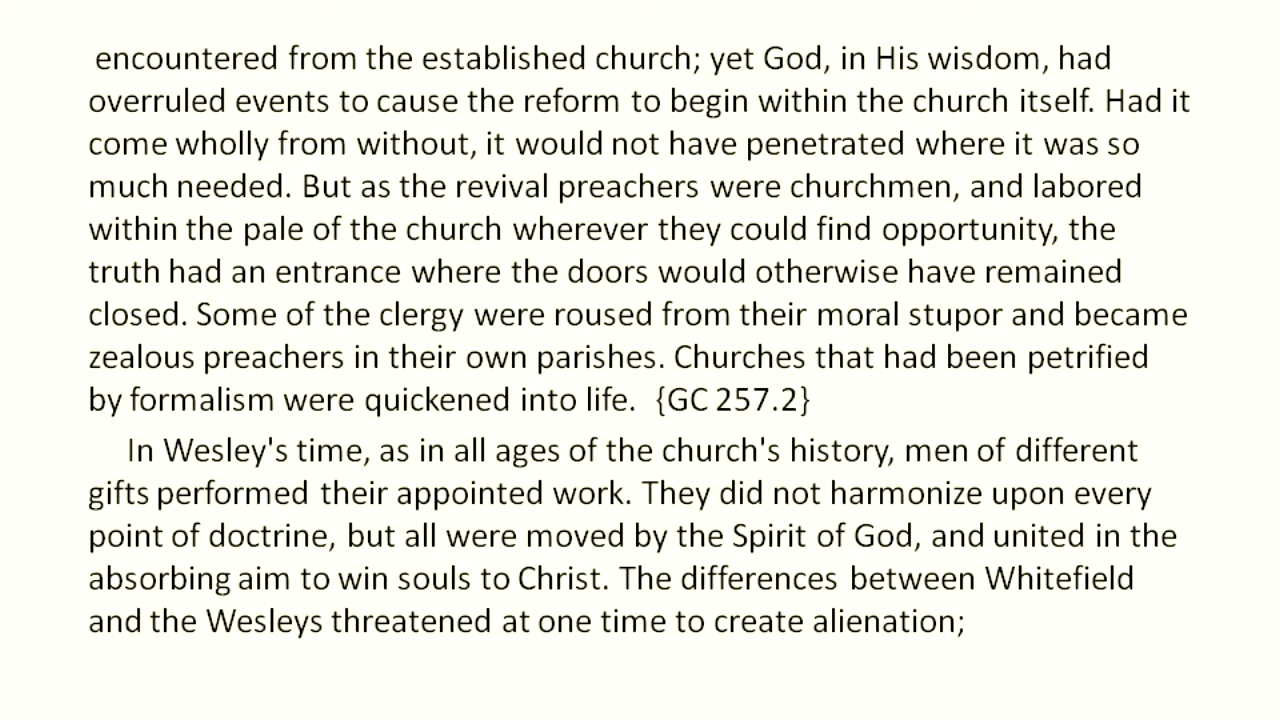 encountered from the established church; yet God, in His wisdom, had
overruled events to cause the reform to begin within the church itself. Had it
come wholly from without, it would not have penetrated where it was so
much needed. But as the revival preachers were churchmen, and labored
within the pale of the church wherever they could find opportunity, the
truth had an entrance where the doors would otherwise have remained
closed. Some of the clergy were roused from their moral stupor and became
zealous preachers in their own parishes. Churches that had been petrified
by formalism were quickened into life. {GC 257.2}
In Wesley's time, as in all ages of the church's history, men of different
gifts performed their appointed work. They did not harmonize upon every
point of doctrine, but all were moved by the Spirit of God, and united in the
absorbing aim to win souls to Christ. The differences between Whitefield
and the Wesleys threatened at one time to create alienation;